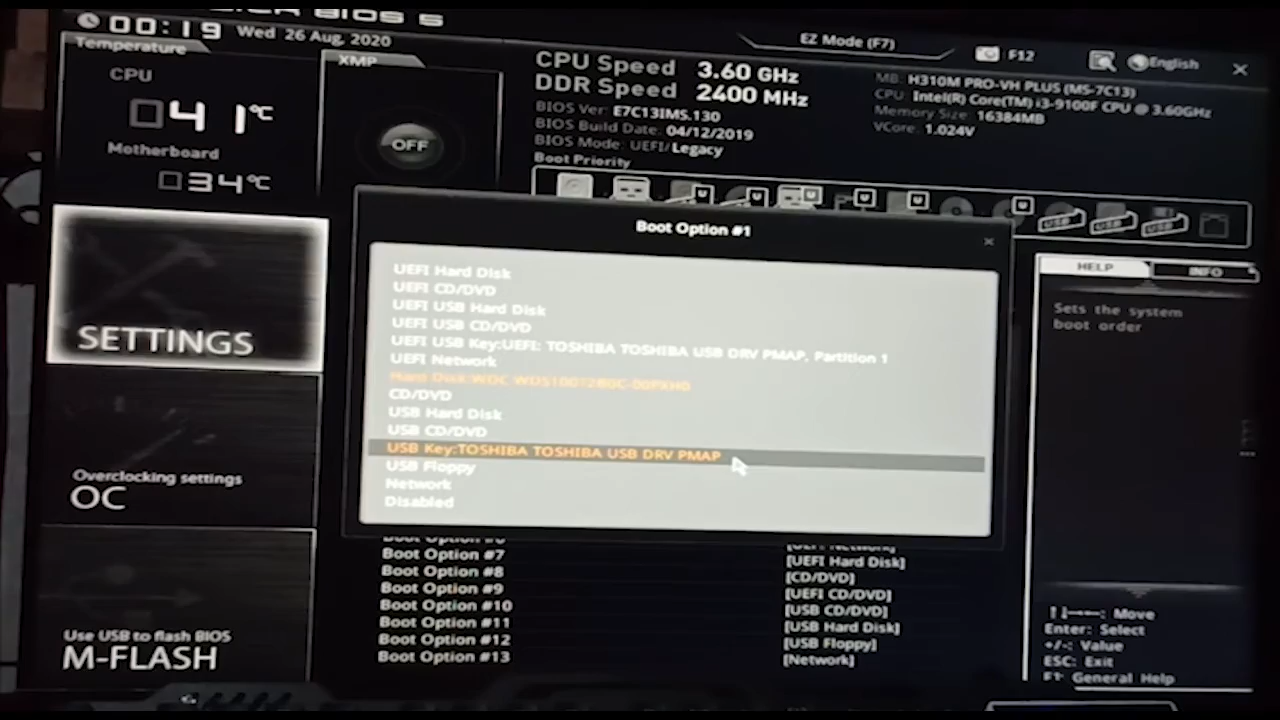 BIOS 5
00:19 Wed 26 Aug, 2020
EZ Mode (F7)
F12
English
Temperature
CPU
41°C
Motherboard
34°C
XMP
OFF
CPU Speed 3.60 GHz
DDR Speed 2400 MHz
BIOS Ver: E7C13IMS.130
BIOS Build Date: 04/12/2019
BIOS Mode: UEFI/Legacy
Boot Priority
MB: H310M PRO-VH PLUS (MS-7C13)
CPU: Intel(R) Core(TM) i3-9100F CPU @ 3.60GHz
Memory Size: 16384MB
VCore: 1.024V
U U U U U U
USB USB USB
SETTINGS
Overclocking settings
OC
Use USB to flash BIOS
M-FLASH
Boot Option #1
UEFI Hard Disk
UEFI CD/DVD
UEFI USB Hard Disk
UEFI USB CD/DVD
UEFI USB Key:UEFI: TOSHIBA TOSHIBA USB DRV PMAP, Partition 1
UEFI Network
Hard Disk:WDC
CD/DVD
USB Hard Disk
USB CD/DVD
USB Key:TOSHIBA TOSHIBA USB DRV PMAP
USB Floppy
Network
Disabled
Boot Option #6 [UEFI Network]
Boot Option #7 [UEFI Hard Disk]
Boot Option #8 [CD/DVD]
Boot Option #9 [UEFI CD/DVD]
Boot Option #10 [USB CD/DVD]
Boot Option #11 [USB Hard Disk]
Boot Option #12 [USB Floppy]
Boot Option #13 [Network]
HELP
INFO
Sets the system
boot order
Move
Enter: Select
+/-: Value
ESC: Exit
F1: General Help